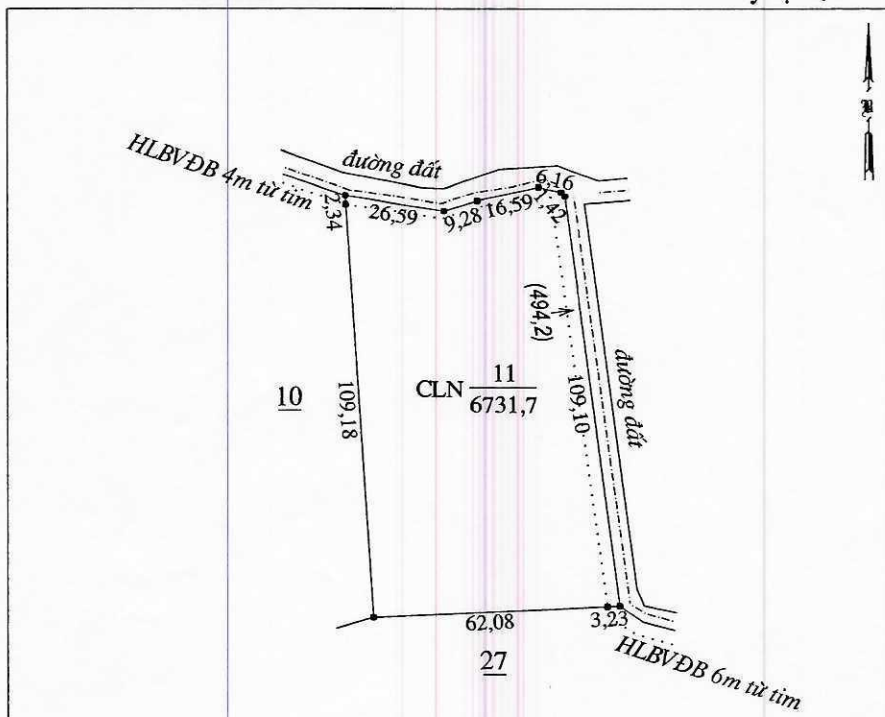 đường đất
HLBVĐB 4m từ tim
2,34
26,59
9,28
16,59
6,16
1,42
(494,2)
đường đất
10
109,18
CLN 11
6731,7
109,10
62,08
3,23
27
HLBVĐB 6m từ tim